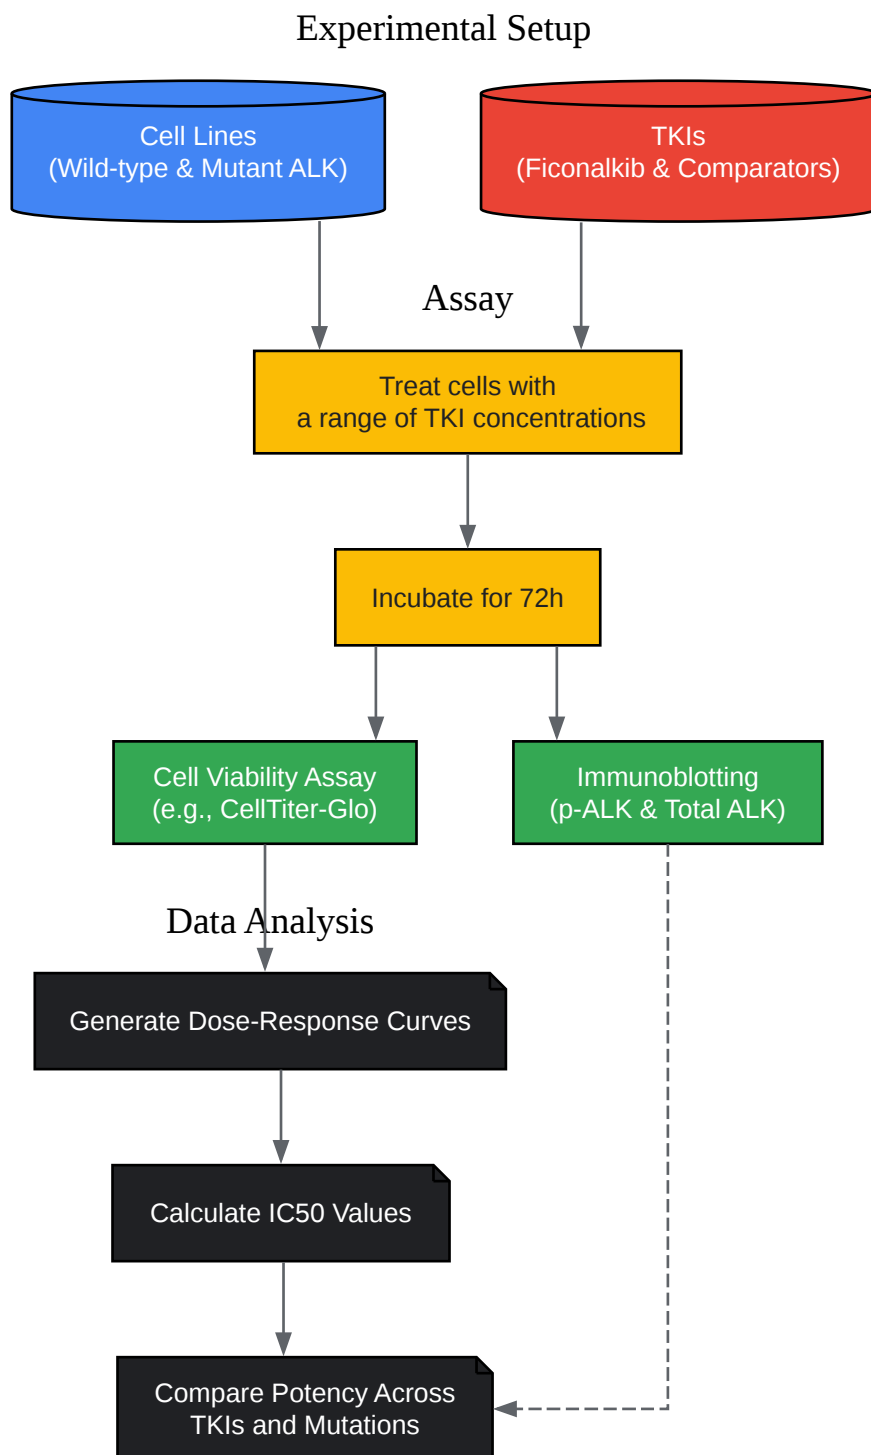 Experimental Setup
Cell Lines
(Wild-type & Mutant ALK)
TKIs
(Ficonalkib & Comparators)
Assay
Treat cells with
a range of TKI concentrations
Incubate for 72h
Cell Viability Assay
(e.g., CellTiter-Glo)
Immunoblotting
(p-ALK & Total ALK)
Data Analysis
Generate Dose-Response Curves
Calculate IC50 Values
Compare Potency Across
TKIs and Mutations